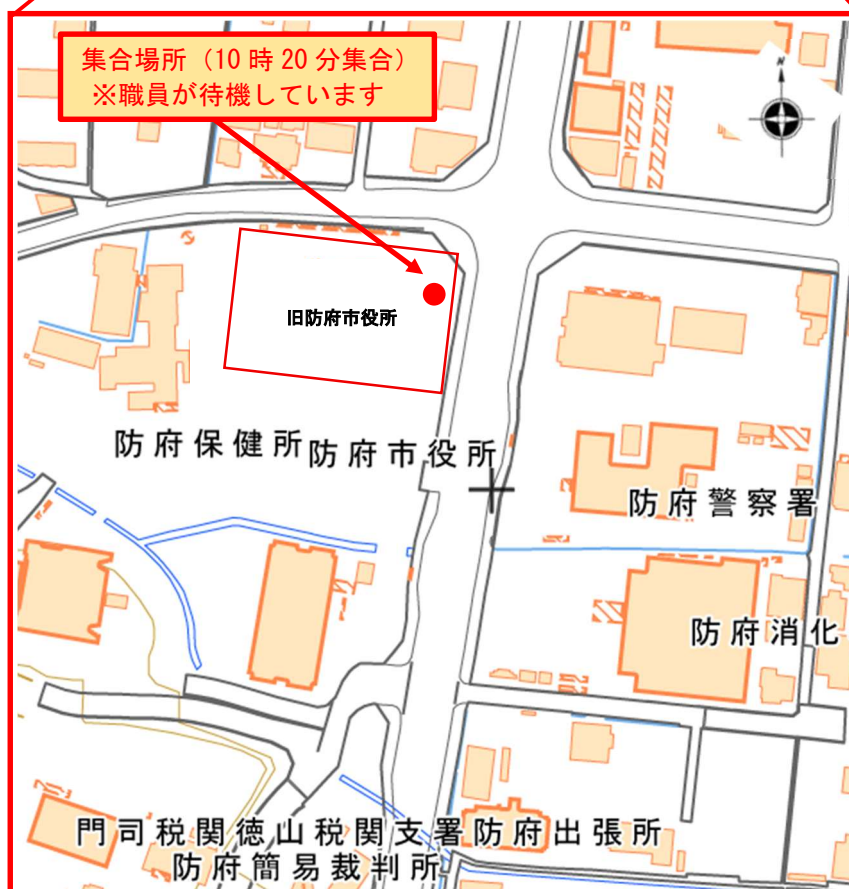 集合場所（10時20分集合）
※職員が待機しています
N
旧防府市役所
防府保健所
防府市役所
防府警察署
防府消化
門司税関徳山税関支署防府出張所
防府簡易裁判所